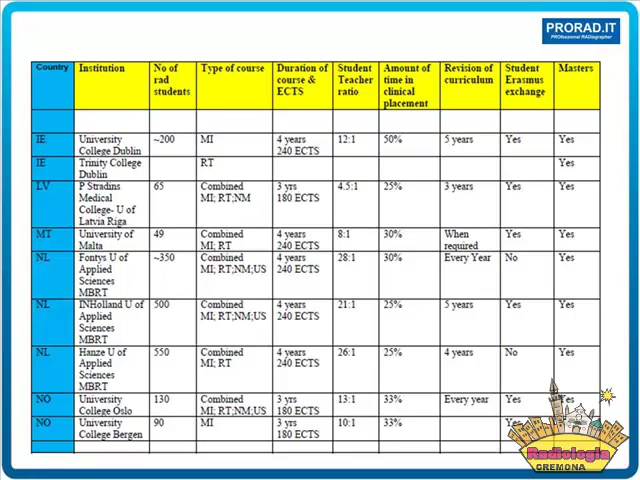 PRORAD.IT
PROfessional RADiographer
Country Institution No of rad students Type of course Duration of course & ECTS Student Teacher ratio Amount of time in clinical placement Revision of curriculum Student Erasmus exchange Masters
IE University College Dublin ~200 MI 4 years 240 ECTS 12:1 50% 5 years Yes Yes
IE Trinity College Dublin RT Yes
LV P Stradins Medical College- U of Latvia Riga 65 Combined MI; RT;NM 3 yrs 180 ECTS 4.5:1 25% 3 years Yes Yes
MT University of Malta 49 Combined MI; RT 4 years 240 ECTS 8:1 30% When required Yes Yes
NL Fontys U of Applied Sciences MBRT ~350 Combined MI; RT;NM;US 4 years 240 ECTS 28:1 30% Every Year No Yes
NL INHolland U of Applied Sciences MBRT 500 Combined MI; RT;NM;US 4 years 240 ECTS 21:1 25% 5 years Yes Yes
NL Hanze U of Applied Sciences MBRT 550 Combined MI; RT 4 years 240 ECTS 26:1 25% 4 years No Yes
NO University College Oslo 130 Combined MI; RT;NM;US 3 yrs 180 ECTS 13:1 33% Every year Yes Yes
NO University College Bergen 90 MI 3 yrs 180 ECTS 10:1 33% Yes
Radiologia
CREMONA